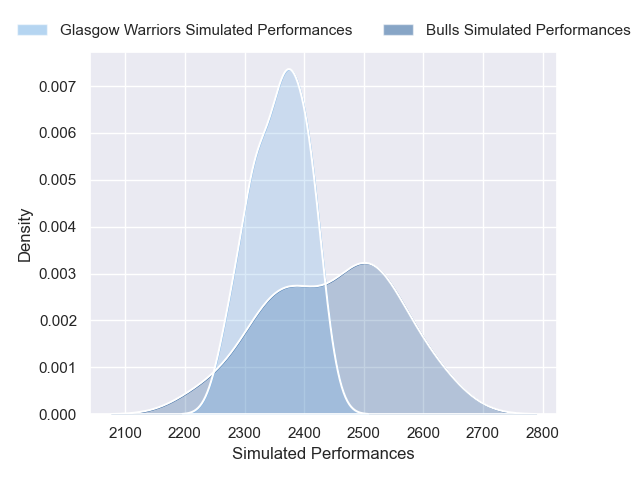 Glasgow Warriors Simulated Performances
Bulls Simulated Performances
0.007
0.006
0.005
0.004
0.003
0.002
0.001
0.000
Density
2100 2200 2300 2400 2500 2600 2700 2800
Simulated Performances